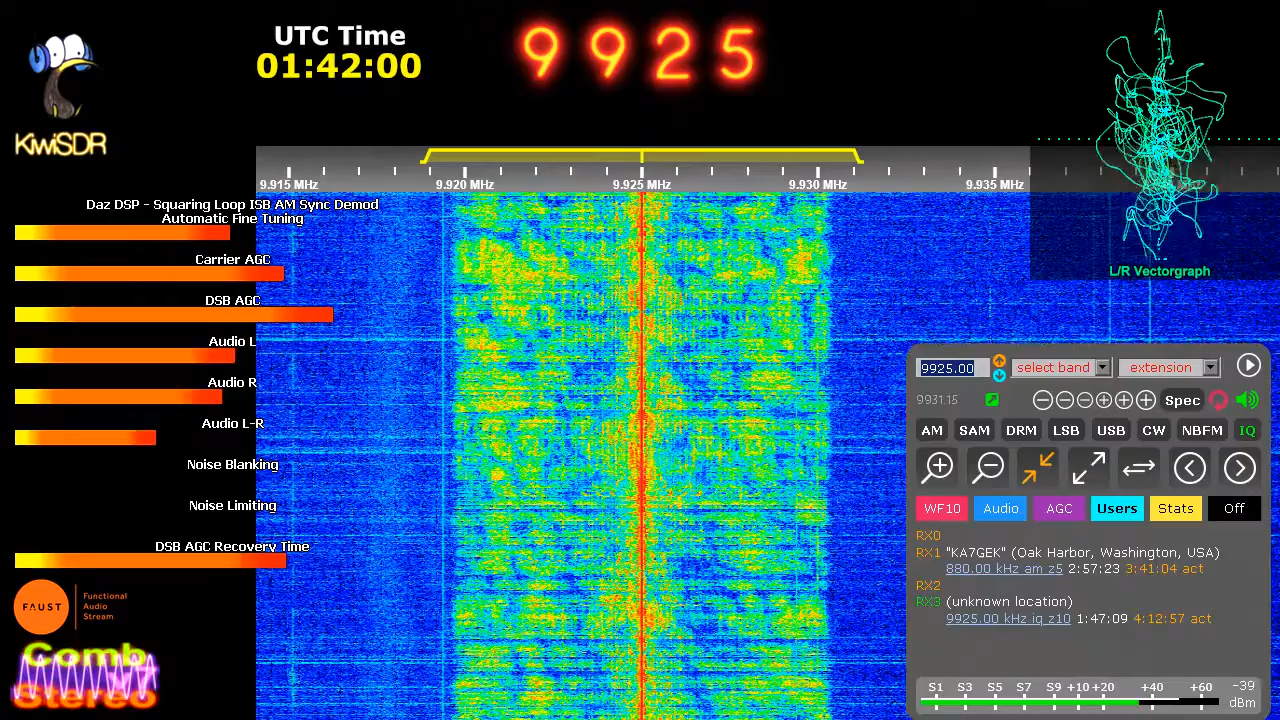 UTC Time
01:42:00
9925
KiwiSDR
9.915 MHz
9.920 MHz
9.925 MHz
9.930 MHz
9.935 MHz
Daz DSP - Squaring Loop ISB AM Sync Demod
Automatic Fine Tuning
Carrier AGC
DSB AGC
Audio L
Audio R
Audio L-R
Noise Blanking
Noise Limiting
DSB AGC Recovery Time
FAUST
Functional
Audio
Stream
Comb
Stereo
L/R Vectorgraph
9925.00 select band extension
9931.15 Spec
AM SAM DRM LSB USB CW NBFM IQ
WF10 Audio AGC Users Stats Off
RX0
RX1 "KA7GEK" (Oak Harbor, Washington, USA)
880.00 kHz am z5 2:57:23 3:41:04 act
RX2
RX3 (unknown location)
9925.00 kHz iq z10 1:47:09 4:12:57 act
S1 S3 S5 S7 S9 +10 +20 +40 +60 -39
dBm